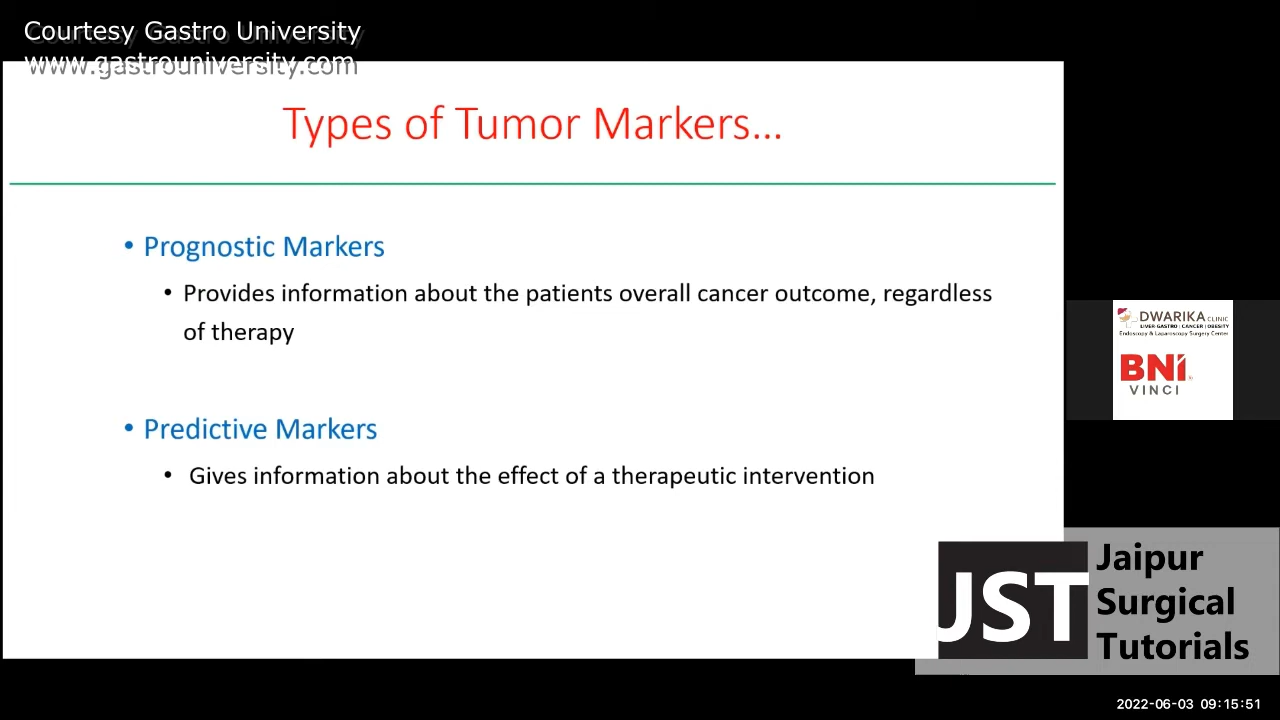 Courtesy Gastro University
www.gastrouniversity.com
Types of Tumor Markers...
• Prognostic Markers
• Provides information about the patients overall cancer outcome, regardless
of therapy
• Predictive Markers
• Gives information about the effect of a therapeutic intervention
DWARIKA CLINIC
LIVER-GASTRO | CANCER | OBESITY
Endoscopy & Laparoscopy Surgery Center
BNI
VINCI
JST
Jaipur
Surgical
Tutorials
2022-06-03 09:15:51